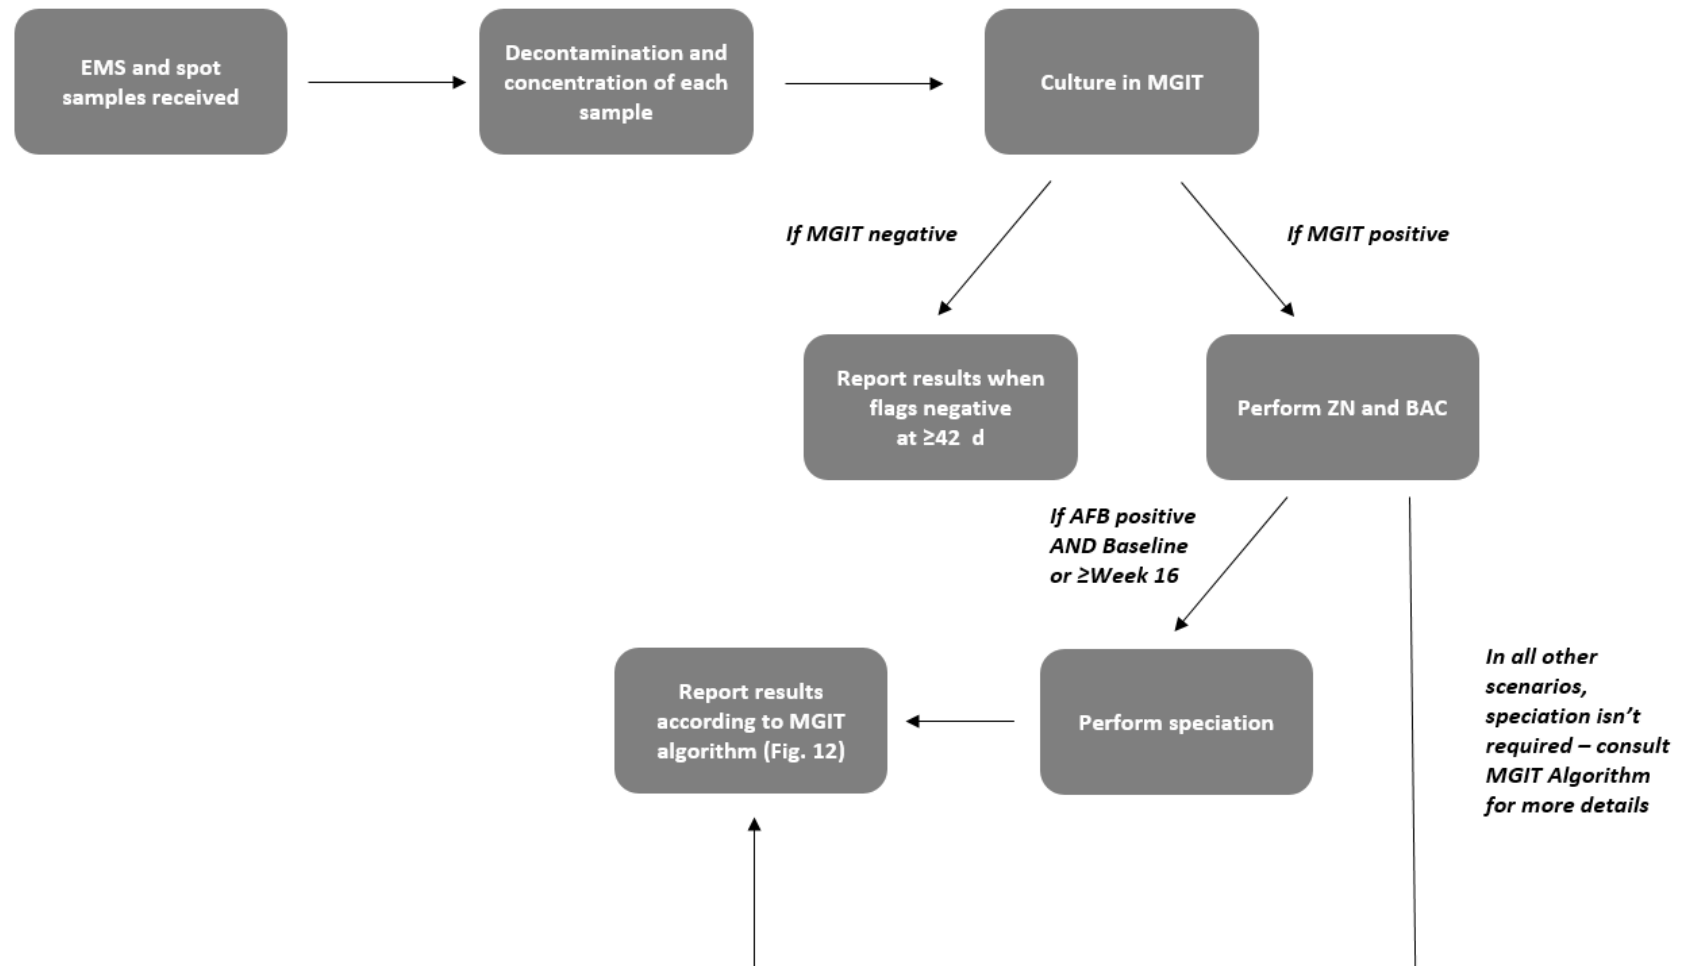 EMS and spot
samples received
Decontamination and
concentration of each
sample
Culture in MGIT
If MGIT negative
If MGIT positive
Report results when
flags negative
at ≥42 d
Perform ZN and BAC
If AFB positive
AND Baseline
or ≥Week 16
Report results
according to MGIT
algorithm (Fig. 12)
Perform speciation
In all other
scenarios,
speciation isn’t
required – consult
MGIT Algorithm
for more details